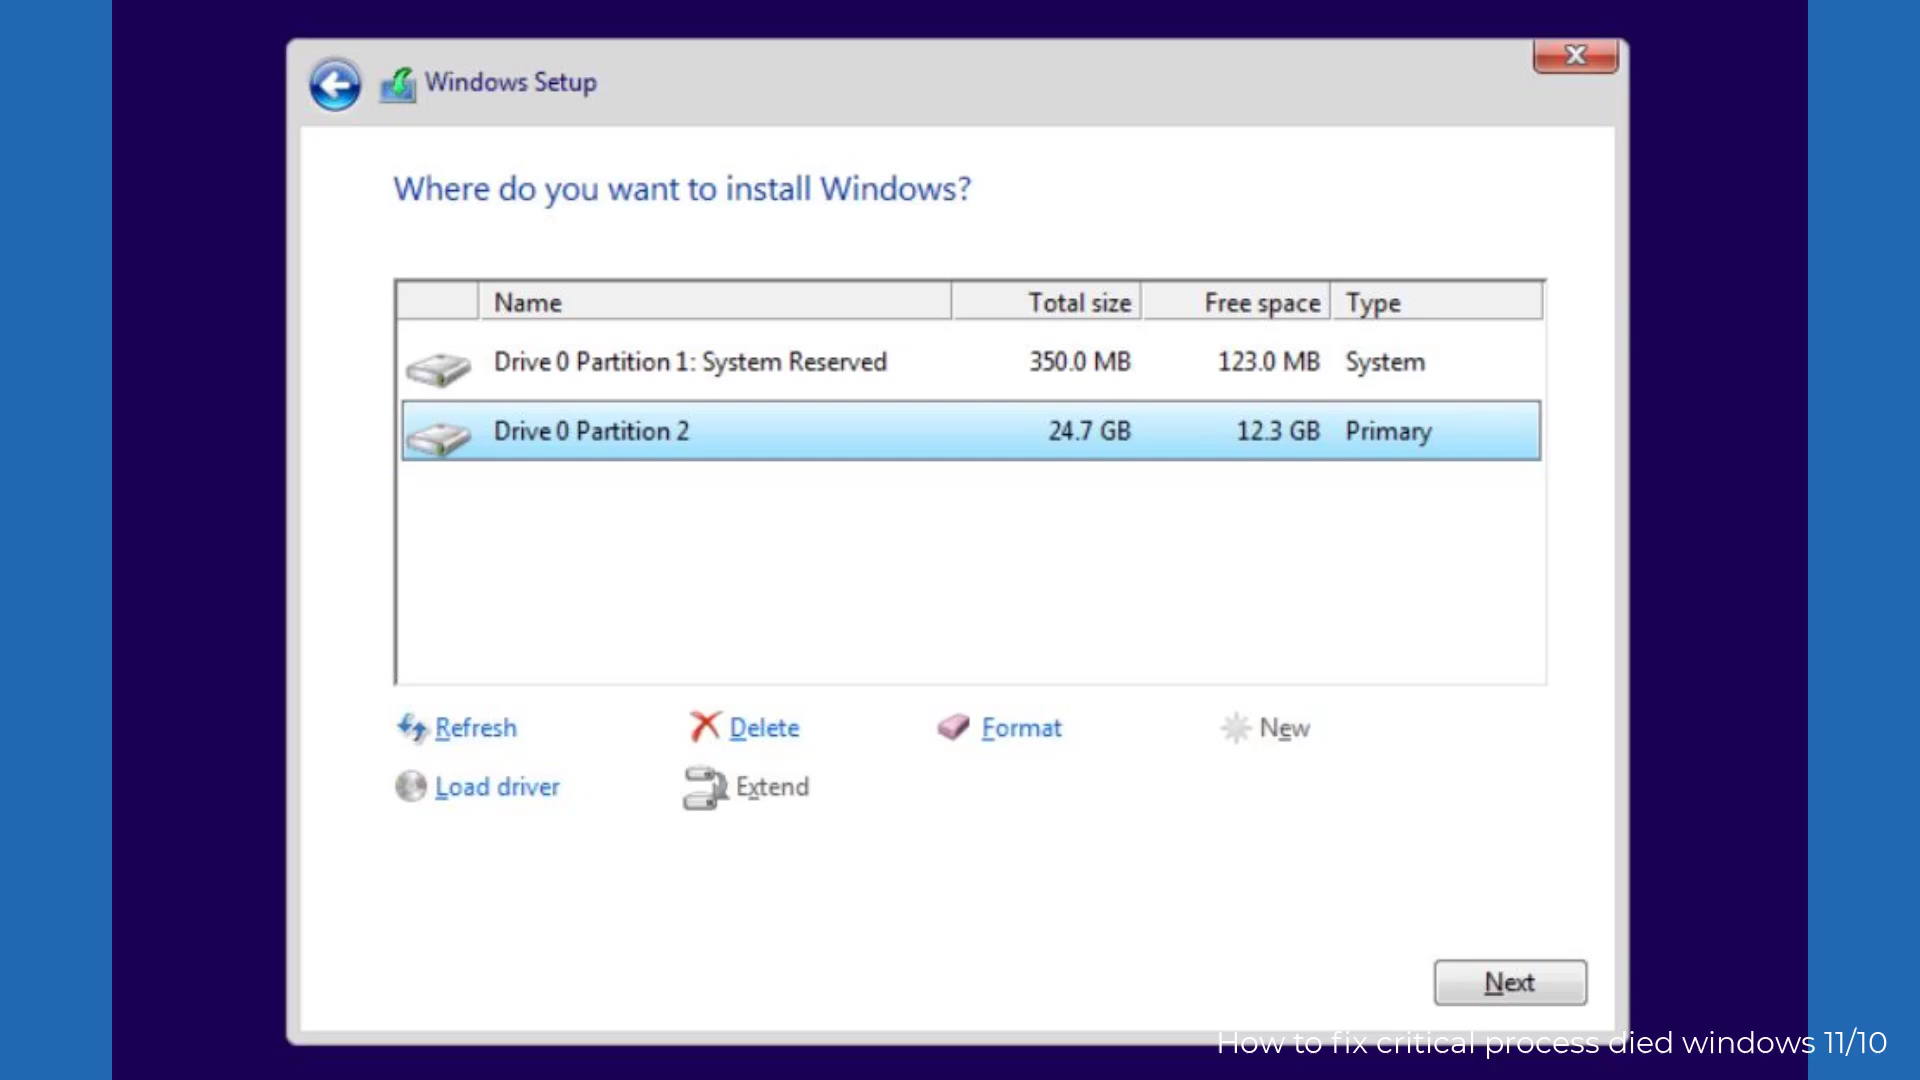 Windows Setup
Where do you want to install Windows?
Name Total size Free space Type
Drive 0 Partition 1: System Reserved 350.0 MB 123.0 MB System
Drive 0 Partition 2 24.7 GB 12.3 GB Primary
Refresh Delete Format New
Load driver Extend
Next
How to fix critical process died windows 11/10